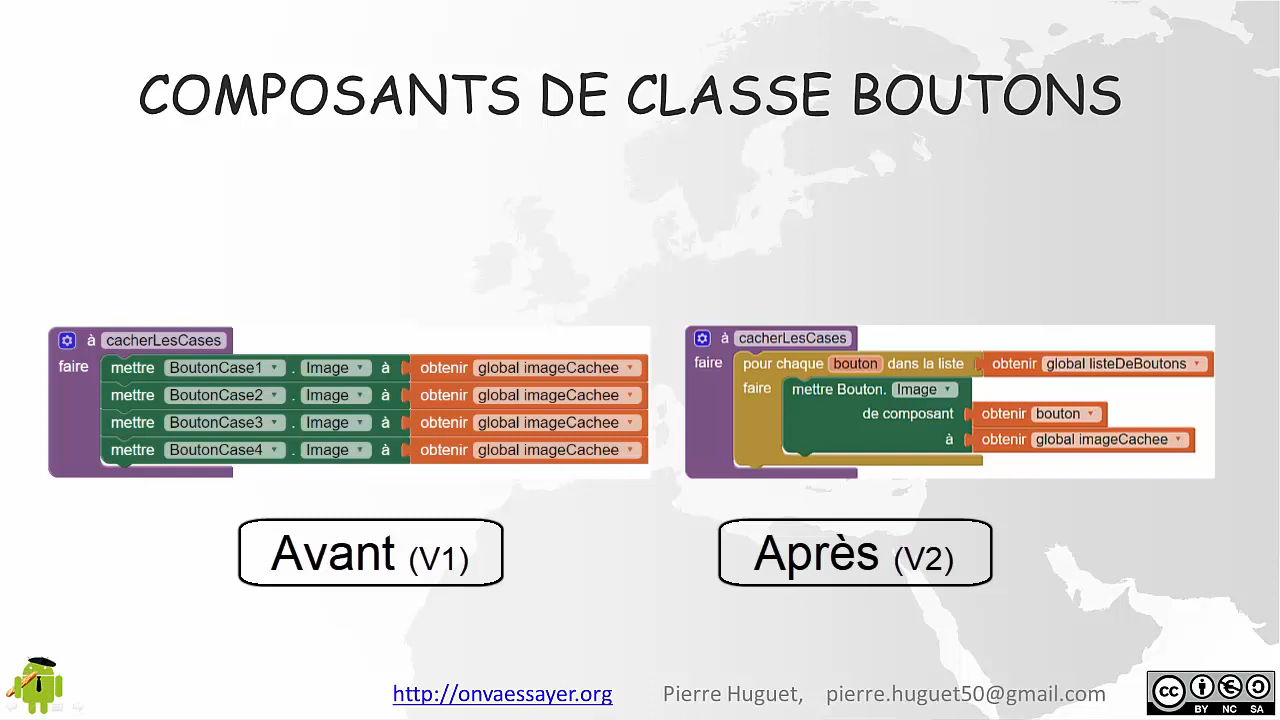 COMPOSANTS DE CLASSE BOUTONS
à cacherLesCases
faire mettre BoutonCase1 . Image à obtenir global imageCachee
mettre BoutonCase2 . Image à obtenir global imageCachee
mettre BoutonCase3 . Image à obtenir global imageCachee
mettre BoutonCase4 . Image à obtenir global imageCachee
à cacherLesCases
faire pour chaque bouton dans la liste obtenir global listeDeBoutons
faire mettre Bouton. Image
de composant obtenir bouton
à obtenir global imageCachee
Avant (V1)
Après (V2)
http://onvaessayer.org Pierre Huguet, pierre.huguet50@gmail.com
CC BY NC SA